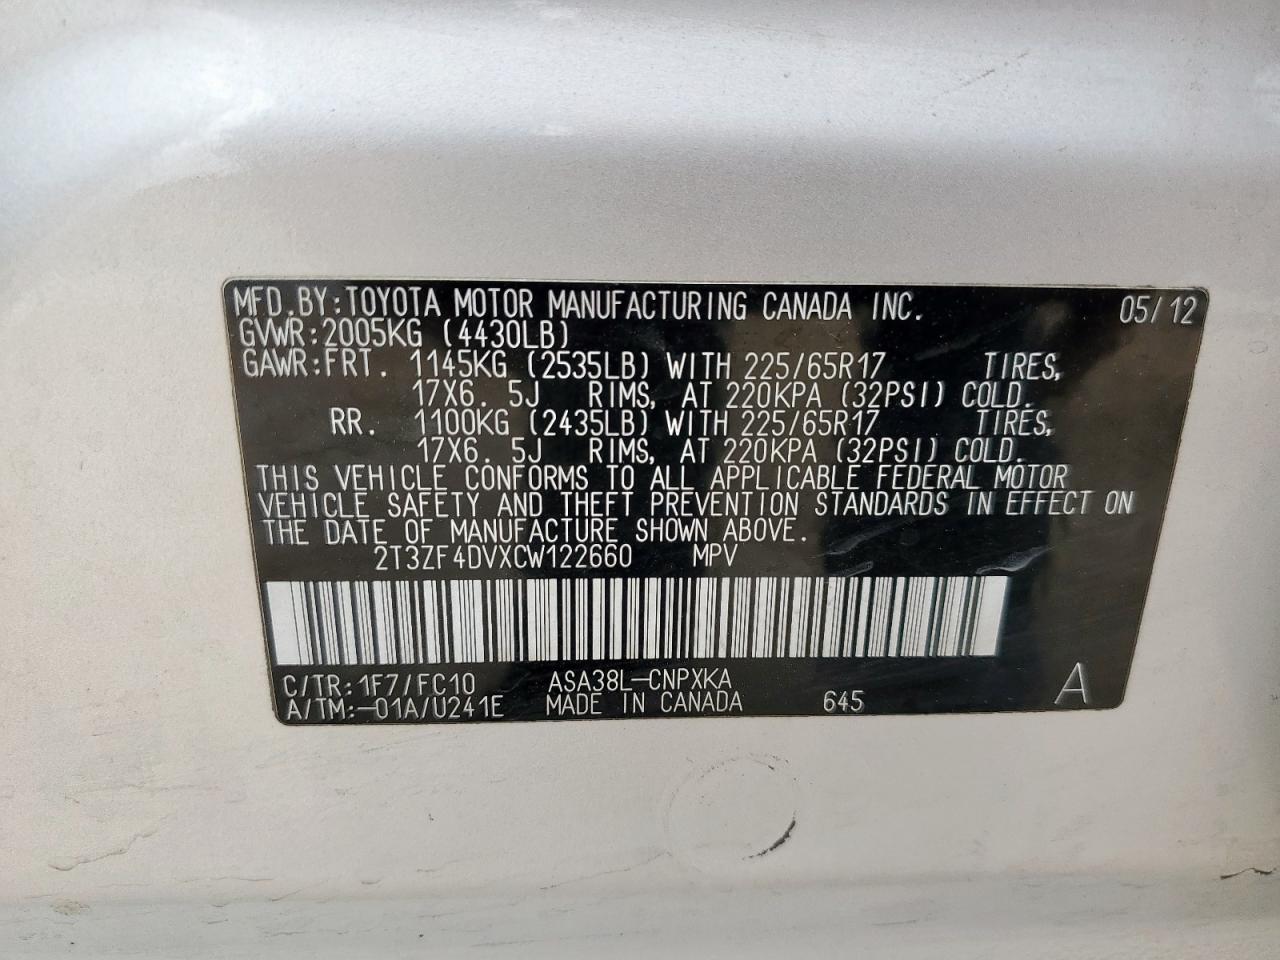 MFD.BY:TOYOTA MOTOR MANUFACTURING CANADA INC. 05/12
GVWR:2005KG (4430LB)
GAWR:FRT. 1145KG (2535LB) WITH 225/65R17 TIRES,
17X6. 5J RIMS, AT 220KPA (32PSI) COLD.
RR. 1100KG (2435LB) WITH 225/65R17 TIRES,
17X6. 5J RIMS, AT 220KPA (32PSI) COLD.
THIS VEHICLE CONFORMS TO ALL APPLICABLE FEDERAL MOTOR
VEHICLE SAFETY AND THEFT PREVENTION STANDARDS IN EFFECT ON
THE DATE OF MANUFACTURE SHOWN ABOVE.
2T3ZF4DVXCW122660 MPV
C/TR:1F7/FC10 ASA38L-CNPXKA
A/TM:-01A/U241E MADE IN CANADA 645 A